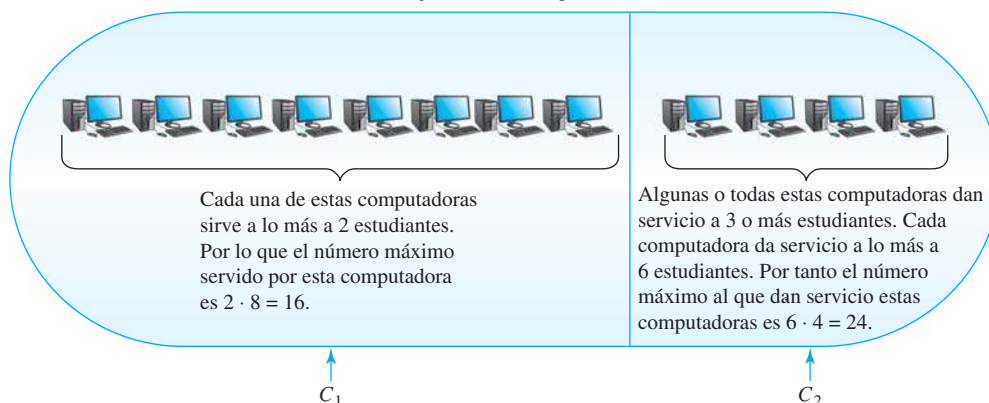 Cada una de estas computadoras
sirve a lo más a 2 estudiantes.
Por lo que el número máximo
servido por esta computadora
es 2 · 8 = 16.
Algunas o todas estas computadoras dan
servicio a 3 o más estudiantes. Cada
computadora da servicio a lo más a
6 estudiantes. Por tanto el número
máximo al que dan servicio estas
computadoras es 6 · 4 = 24.
C₁
C₂